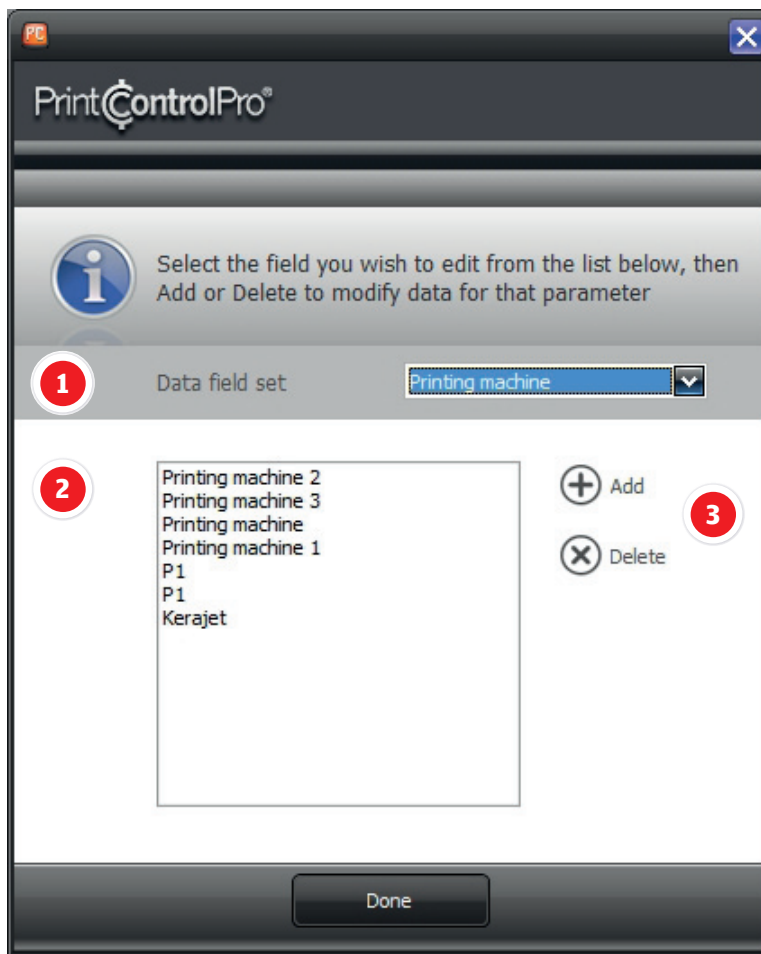 PC
PrintControlPro®
Select the field you wish to edit from the list below, then
Add or Delete to modify data for that parameter
1 Data field set Printing machine
2
Printing machine 2
Printing machine 3
Printing machine
Printing machine 1
P1
P1
Kerajet
Add
3
Delete
Done